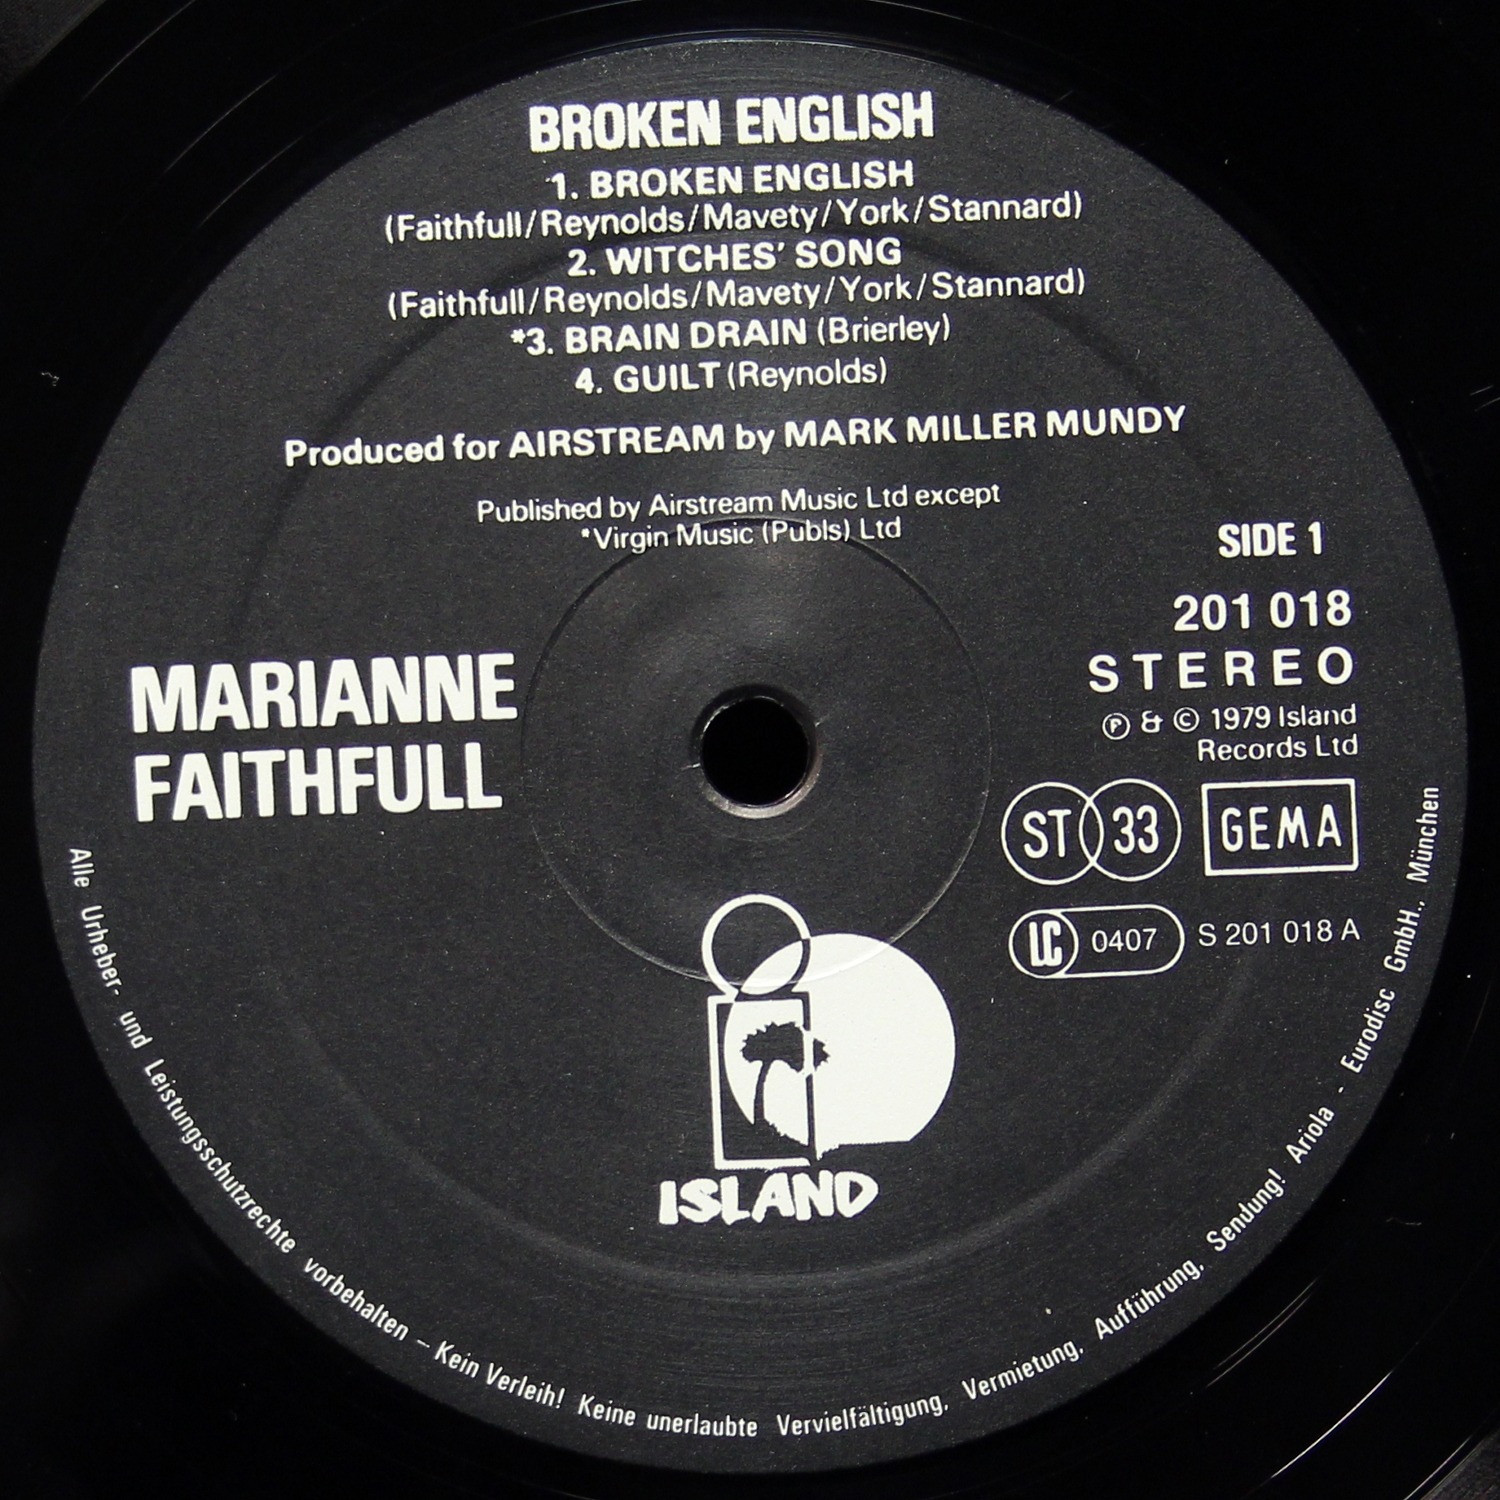 BROKEN ENGLISH
1. BROKEN ENGLISH
(Faithfull/Reynolds/Mavety/York/Stannard)
2. WITCHES' SONG
(Faithfull/Reynolds/Mavety/York/Stannard)
*3. BRAIN DRAIN (Brierley)
4. GUILT (Reynolds)
Produced for AIRSTREAM by MARK MILLER MUNDY
Published by Airstream Music Ltd except
*Virgin Music (Publs) Ltd
SIDE 1
201 018
STEREO
℗ & © 1979 Island
Records Ltd
MARIANNE
FAITHFULL
ST 33
GEMA
LC 0407
S 201 018 A
ISLAND
Alle Urheber- und Leistungsschutzrechte vorbehalten – Kein Verleih! Keine unerlaubte Vervielfältigung, Vermietung, Aufführung, Sendung! Ariola - Eurodisc GmbH., München